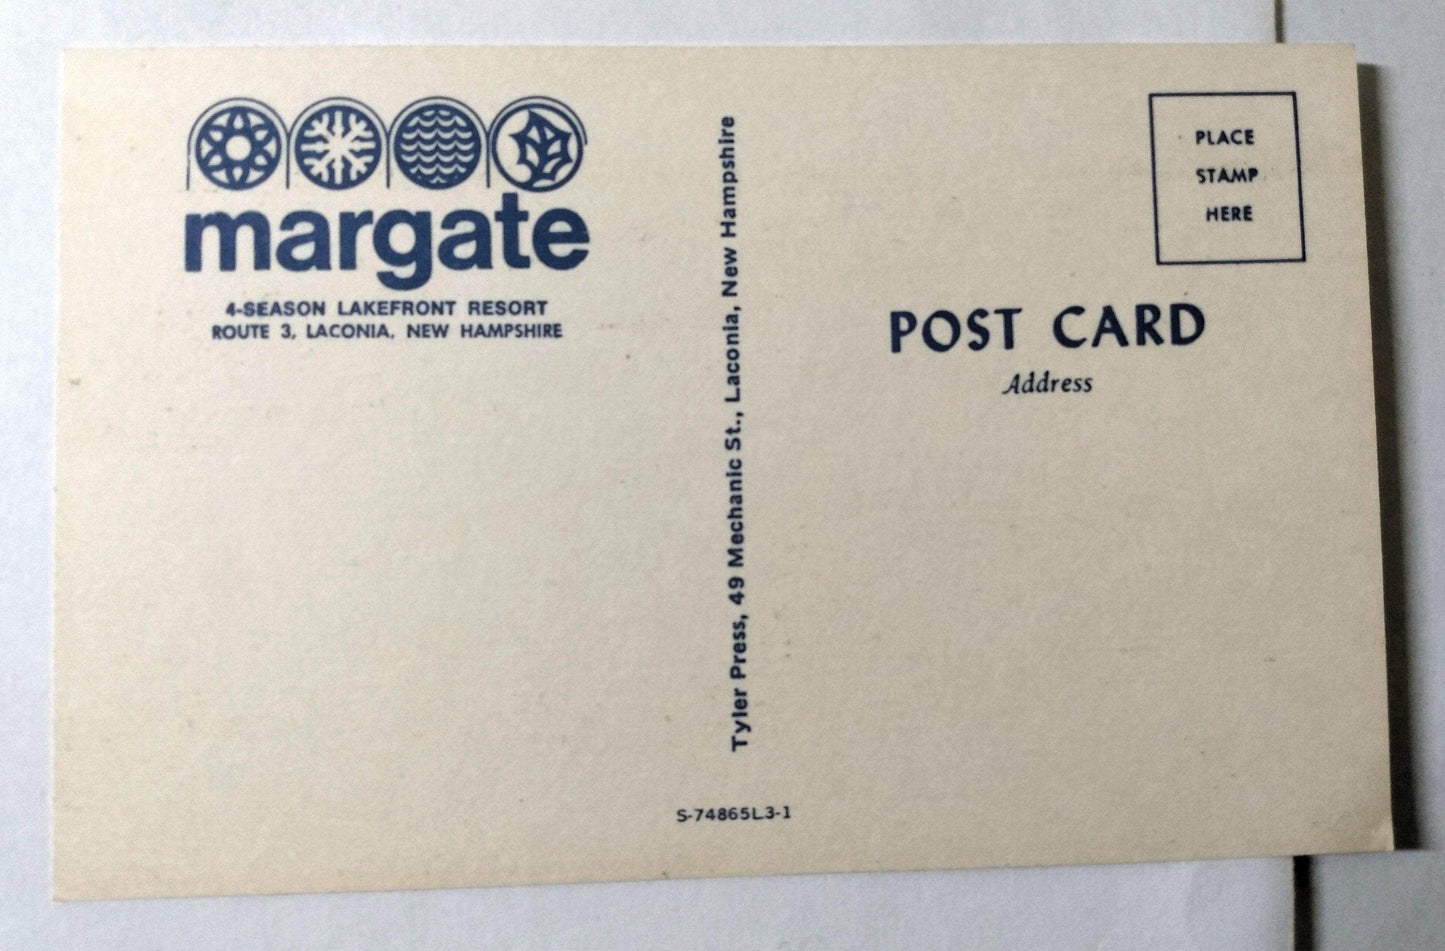 margate
4-SEASON LAKEFRONT RESORT
ROUTE 3, LACONIA, NEW HAMPSHIRE
Tyler Press, 49 Mechanic St., Laconia, New Hampshire
PLACE
STAMP
HERE
POST CARD
Address
S-74865L3-1